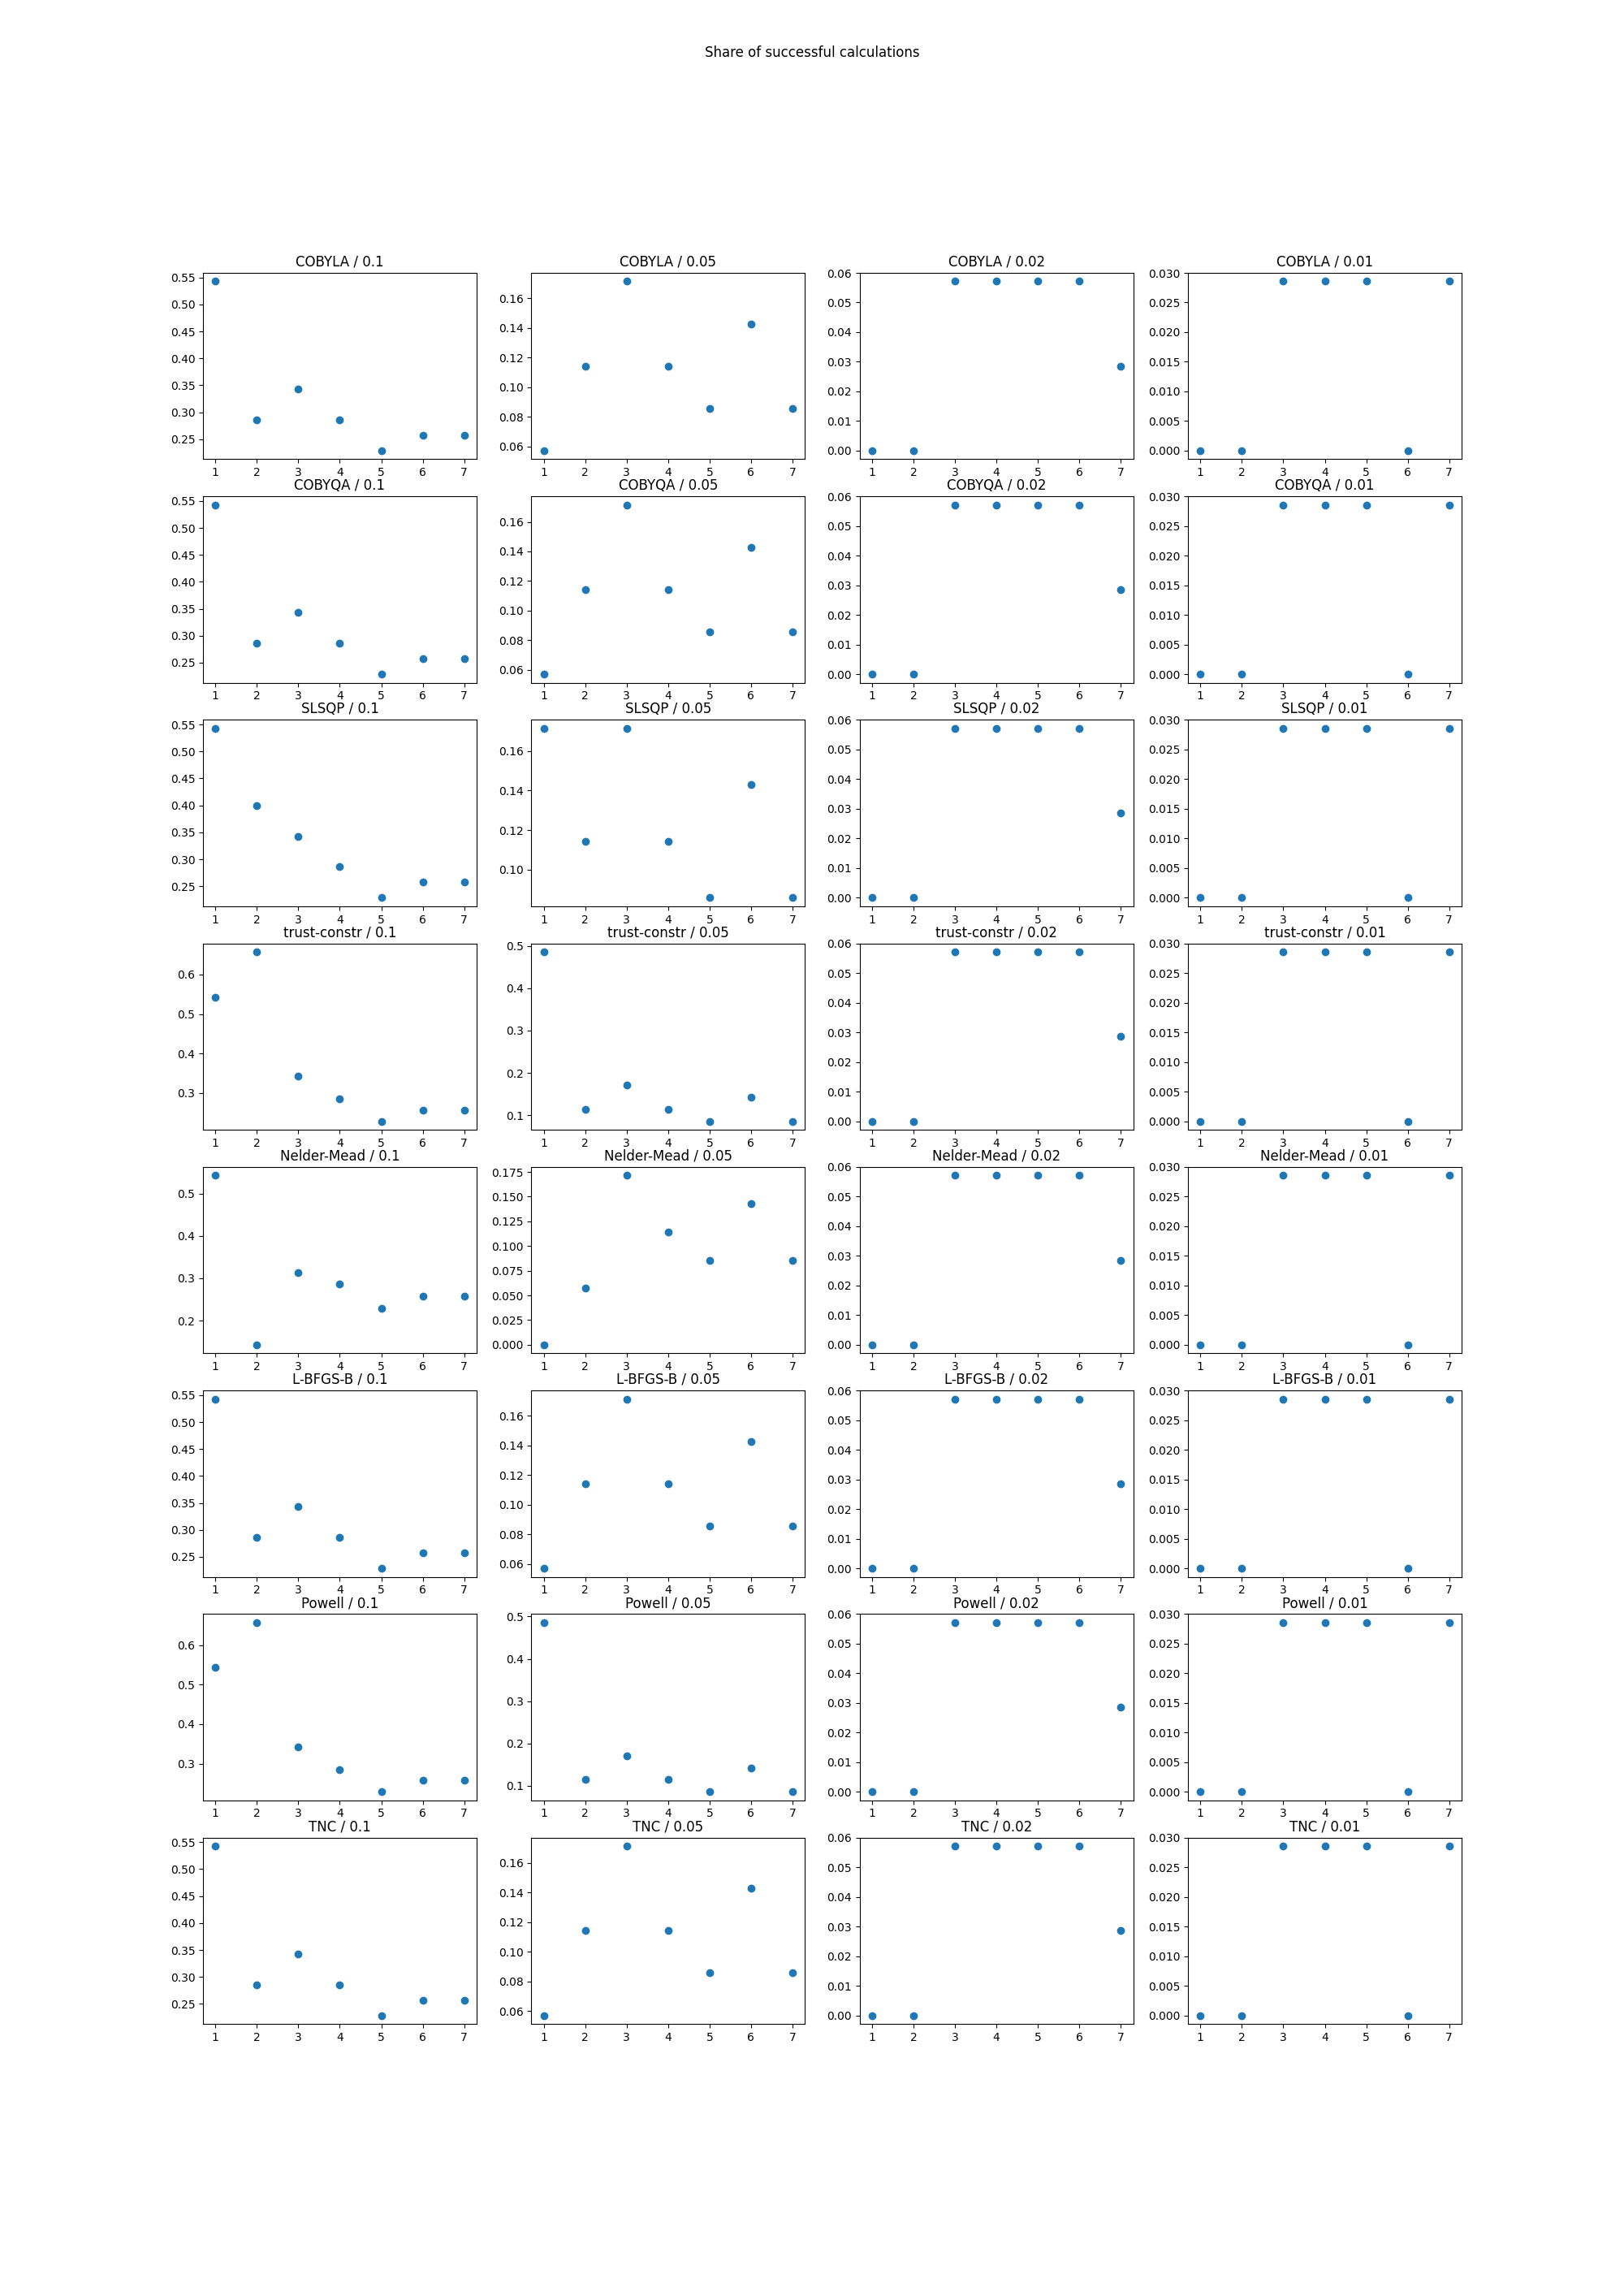 Share of successful calculations
COBYLA / 0.1 COBYLA / 0.05 COBYLA / 0.02 COBYLA / 0.01
0.55 0.50 0.45 0.40 0.35 0.30 0.25
0.16 0.14 0.12 0.10 0.08 0.06
0.06 0.05 0.04 0.03 0.02 0.01 0.00
0.030 0.025 0.020 0.015 0.010 0.005 0.000
1 2 3 4 5 6 7 1 2 3 4 5 6 7 1 2 3 4 5 6 7 1 2 3 4 5 6 7
COBYQA / 0.1 COBYQA / 0.05 COBYQA / 0.02 COBYQA / 0.01
0.55 0.50 0.45 0.40 0.35 0.30 0.25
0.16 0.14 0.12 0.10 0.08 0.06
0.06 0.05 0.04 0.03 0.02 0.01 0.00
0.030 0.025 0.020 0.015 0.010 0.005 0.000
1 2 3 4 5 6 7 1 2 3 4 5 6 7 1 2 3 4 5 6 7 1 2 3 4 5 6 7
SLSQP / 0.1 SLSQP / 0.05 SLSQP / 0.02 SLSQP / 0.01
0.55 0.50 0.45 0.40 0.35 0.30 0.25
0.16 0.14 0.12 0.10
0.06 0.05 0.04 0.03 0.02 0.01 0.00
0.030 0.025 0.020 0.015 0.010 0.005 0.000
1 2 3 4 5 6 7 1 2 3 4 5 6 7 1 2 3 4 5 6 7 1 2 3 4 5 6 7
trust-constr / 0.1 trust-constr / 0.05 trust-constr / 0.02 trust-constr / 0.01
0.6 0.5 0.4 0.3
0.5 0.4 0.3 0.2 0.1
0.06 0.05 0.04 0.03 0.02 0.01 0.00
0.030 0.025 0.020 0.015 0.010 0.005 0.000
1 2 3 4 5 6 7 1 2 3 4 5 6 7 1 2 3 4 5 6 7 1 2 3 4 5 6 7
Nelder-Mead / 0.1 Nelder-Mead / 0.05 Nelder-Mead / 0.02 Nelder-Mead / 0.01
0.5 0.4 0.3 0.2
0.175 0.150 0.125 0.100 0.075 0.050 0.025 0.000
0.06 0.05 0.04 0.03 0.02 0.01 0.00
0.030 0.025 0.020 0.015 0.010 0.005 0.000
1 2 3 4 5 6 7 1 2 3 4 5 6 7 1 2 3 4 5 6 7 1 2 3 4 5 6 7
L-BFGS-B / 0.1 L-BFGS-B / 0.05 L-BFGS-B / 0.02 L-BFGS-B / 0.01
0.55 0.50 0.45 0.40 0.35 0.30 0.25
0.16 0.14 0.12 0.10 0.08 0.06
0.06 0.05 0.04 0.03 0.02 0.01 0.00
0.030 0.025 0.020 0.015 0.010 0.005 0.000
1 2 3 4 5 6 7 1 2 3 4 5 6 7 1 2 3 4 5 6 7 1 2 3 4 5 6 7
Powell / 0.1 Powell / 0.05 Powell / 0.02 Powell / 0.01
0.6 0.5 0.4 0.3
0.5 0.4 0.3 0.2 0.1
0.06 0.05 0.04 0.03 0.02 0.01 0.00
0.030 0.025 0.020 0.015 0.010 0.005 0.000
1 2 3 4 5 6 7 1 2 3 4 5 6 7 1 2 3 4 5 6 7 1 2 3 4 5 6 7
TNC / 0.1 TNC / 0.05 TNC / 0.02 TNC / 0.01
0.55 0.50 0.45 0.40 0.35 0.30 0.25
0.16 0.14 0.12 0.10 0.08 0.06
0.06 0.05 0.04 0.03 0.02 0.01 0.00
0.030 0.025 0.020 0.015 0.010 0.005 0.000
1 2 3 4 5 6 7 1 2 3 4 5 6 7 1 2 3 4 5 6 7 1 2 3 4 5 6 7